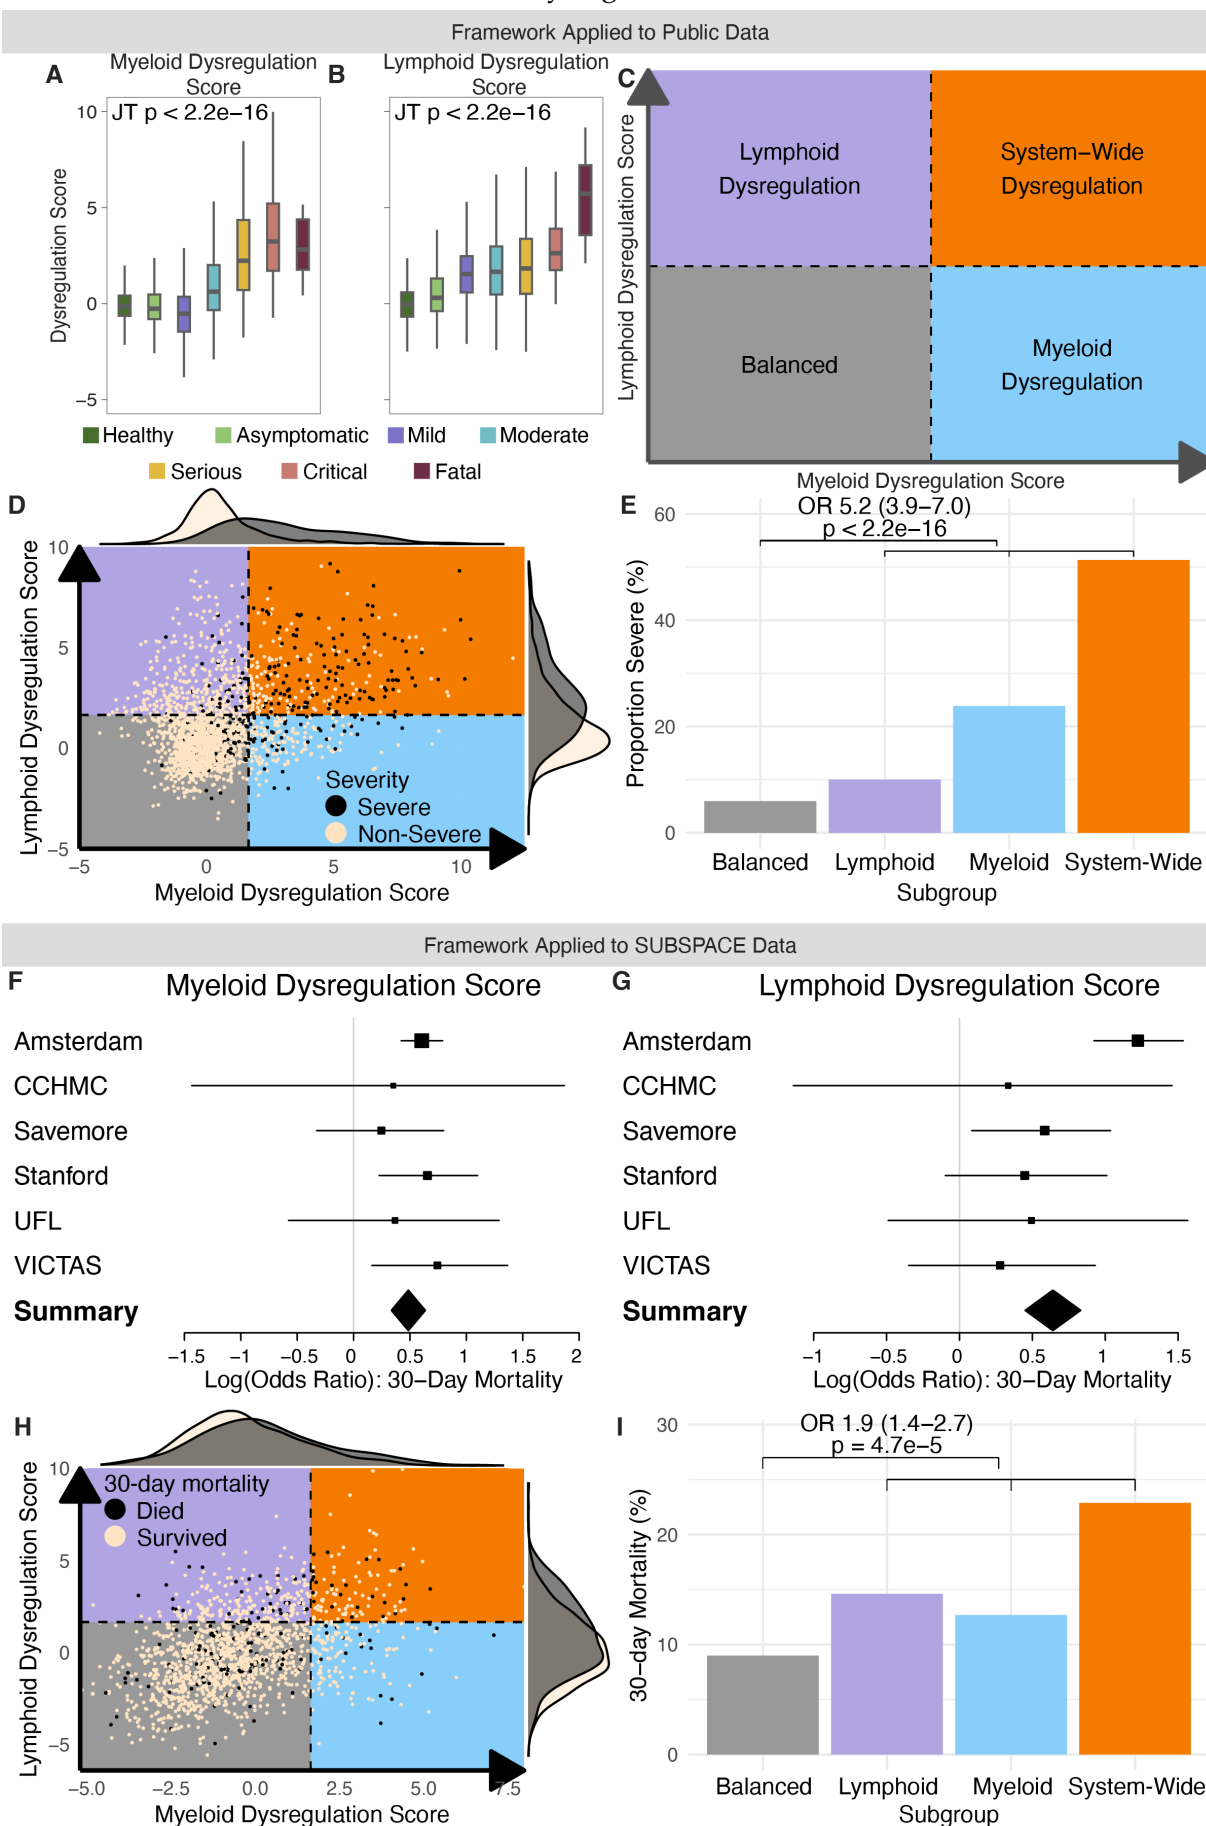 Framework Applied to Public Data
A
Myeloid Dysregulation
Score
JT p < 2.2e−16
Dysregulation Score
10
5
0
−5
B
Lymphoid Dysregulation
Score
JT p < 2.2e−16
Healthy
Asymptomatic
Mild
Moderate
Serious
Critical
Fatal
C
Lymphoid Dysregulation Score
Lymphoid
Dysregulation
System−Wide
Dysregulation
Balanced
Myeloid
Dysregulation
Myeloid Dysregulation Score
D
Lymphoid Dysregulation Score
10
5
0
−5
Severity
Severe
Non-Severe
−5
0
5
10
Myeloid Dysregulation Score
E
OR 5.2 (3.9−7.0)
p < 2.2e−16
Proportion Severe (%)
60
40
20
0
Balanced
Lymphoid
Myeloid
System−Wide
Subgroup
Framework Applied to SUBSPACE Data
F
Myeloid Dysregulation Score
Amsterdam
CCHMC
Savemore
Stanford
UFL
VICTAS
Summary
−1.5
−1
−0.5
0
0.5
1
1.5
2
Log(Odds Ratio): 30−Day Mortality
G
Lymphoid Dysregulation Score
Amsterdam
CCHMC
Savemore
Stanford
UFL
VICTAS
Summary
−1
−0.5
0
0.5
1
1.5
Log(Odds Ratio): 30−Day Mortality
H
Lymphoid Dysregulation Score
10
5
0
−5
30-day mortality
Died
Survived
−5.0
−2.5
0.0
2.5
5.0
7.5
Myeloid Dysregulation Score
I
OR 1.9 (1.4−2.7)
p = 4.7e−5
30−day Mortality (%)
30
20
10
0
Balanced
Lymphoid
Myeloid
System−Wide
Subgroup